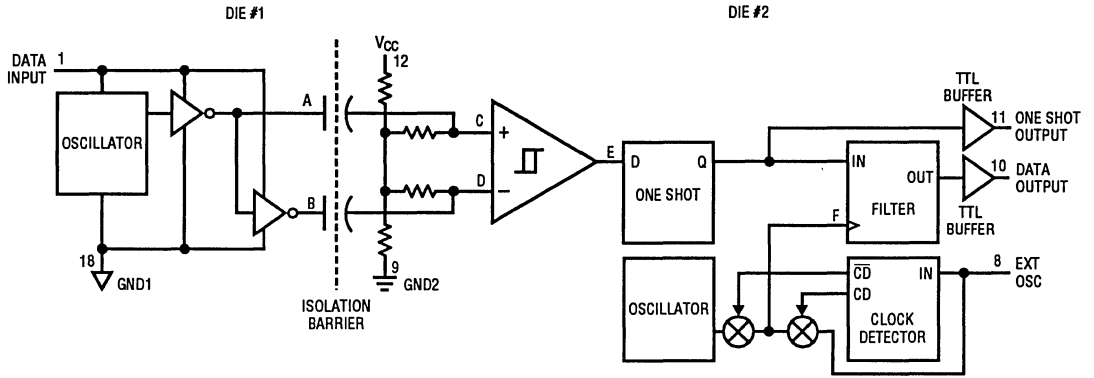 DIE #1
DIE #2
DATA INPUT
1
OSCILLATOR
18
GND1
A
B
ISOLATION
BARRIER
VCC
12
C
D
+
−
9
GND2
E
D
Q
ONE SHOT
TTL
BUFFER
11
ONE SHOT
OUTPUT
IN
OUT
FILTER
F
10
DATA
OUTPUT
TTL
BUFFER
OSCILLATOR
C̅D̅
CD
IN
CLOCK
DETECTOR
8
EXT
OSC